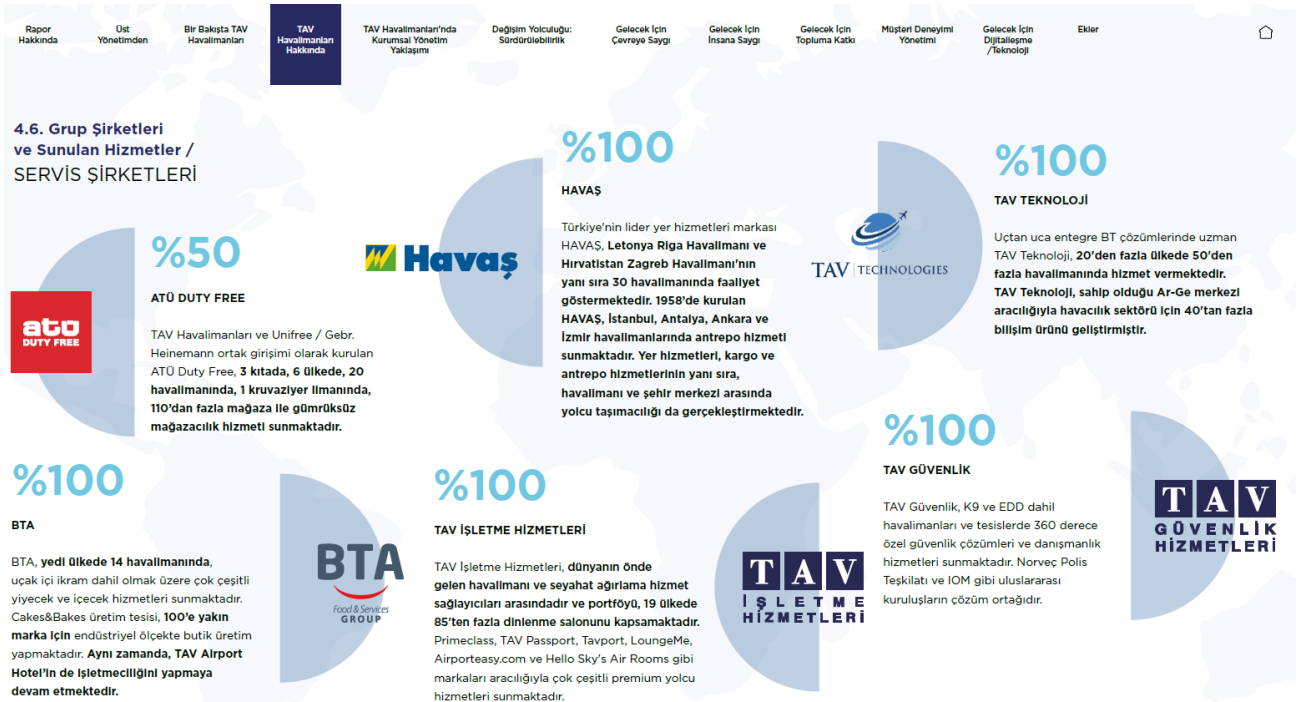 Rapor
Hakkında
Üst
Yönetimden
Bir Bakışta TAV
Havalimanları
TAV
Havalimanları
Hakkında
TAV Havalimanları'nda
Kurumsal Yönetim
Yaklaşımı
Değişim Yolculuğu:
Sürdürülebilirlik
Gelecek İçin
Çevreye Saygı
Gelecek İçin
İnsana Saygı
Gelecek İçin
Topluma Katkı
Müşteri Deneyimi
Yönetimi
Gelecek İçin
Dijitalleşme
/Teknoloji
Ekler
4.6. Grup Şirketleri
ve Sunulan Hizmetler /
SERVİS ŞİRKETLERİ
ato
DUTY FREE
%50
ATÜ DUTY FREE
TAV Havalimanları ve Unifree / Gebr.
Heinemann ortak girişimi olarak kurulan
ATÜ Duty Free, 3 kıtada, 6 ülkede, 20
havalimanında, 1 kruvaziyer limanında,
110'dan fazla mağaza ile gümrüksüz
mağazacılık hizmeti sunmaktadır.
Havaş
%100
HAVAŞ
Türkiye'nin lider yer hizmetleri markası
HAVAŞ, Letonya Riga Havalimanı ve
Hırvatistan Zagreb Havalimanı'nın
yanı sıra 30 havalimanında faaliyet
göstermektedir. 1958'de kurulan
HAVAŞ, İstanbul, Antalya, Ankara ve
İzmir havalimanlarında antrepo hizmeti
sunmaktadır. Yer hizmetleri, kargo ve
antrepo hizmetlerinin yanı sıra,
havalimanı ve şehir merkezi arasında
yolcu taşımacılığı da gerçekleştirmektedir.
TAV TECHNOLOGIES
%100
TAV TEKNOLOJİ
Uçtan uca entegre BT çözümlerinde uzman
TAV Teknoloji, 20'den fazla ülkede 50'den
fazla havalimanında hizmet vermektedir.
TAV Teknoloji, sahip olduğu Ar-Ge merkezi
aracılığıyla havacılık sektörü için 40'tan fazla
bilişim ürünü geliştirmiştir.
%100
BTA
BTA, yedi ülkede 14 havalimanında,
uçak içi ikram dahil olmak üzere çok çeşitli
yiyecek ve içecek hizmetleri sunmaktadır.
Cakes&Bakes üretim tesisi, 100'e yakın
marka için endüstriyel ölçekte butik üretim
yapmaktadır. Aynı zamanda, TAV Airport
Hotel'in de işletmeciliğini yapmaya
devam etmektedir.
BTA
Food & Services
GROUP
%100
TAV İŞLETME HİZMETLERİ
TAV İşletme Hizmetleri, dünyanın önde
gelen havalimanı ve seyahat ağırlama hizmet
sağlayıcıları arasındadır ve portföyü, 19 ülkede
85'ten fazla dinlenme salonunu kapsamaktadır.
Primeclass, TAV Passport, Tavport, LoungeMe,
Airporteasy.com ve Hello Sky's Air Rooms gibi
markaları aracılığıyla çok çeşitli premium yolcu
hizmetleri sunmaktadır.
TAV
İŞLETME
HİZMETLERİ
%100
TAV GÜVENLİK
TAV Güvenlik, K9 ve EDD dahil
havalimanları ve tesislerde 360 derece
özel güvenlik çözümleri ve danışmanlık
hizmetleri sunmaktadır. Norveç Polis
Teşkilatı ve IOM gibi uluslararası
kuruluşların çözüm ortağıdır.
TAV
GÜVENLİK
HİZMETLERİ